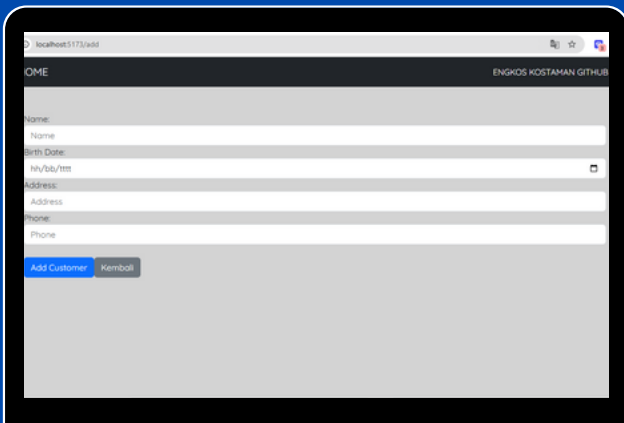 localhost:5173/add
OME
ENGKOS KOSTAMAN GITHUB
Name:
Name
Birth Date:
hh/bb/tttt
Address:
Address
Phone:
Phone
Add Customer Kembali